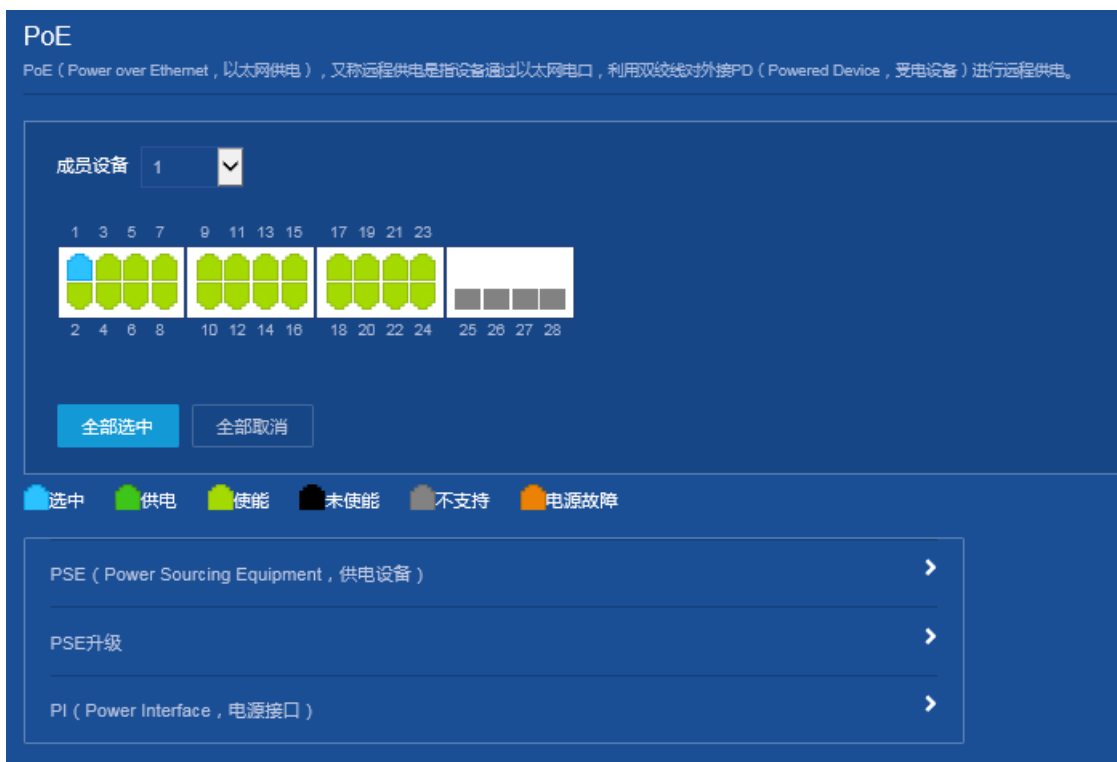 PoE
PoE（Power over Ethernet，以太网供电），又称远程供电是指设备通过以太网电口，利用双绞线对外接PD（Powered Device，受电设备）进行远程供电。
成员设备 1
1 3 5 7 9 11 13 15 17 19 21 23
2 4 6 8 10 12 14 16 18 20 22 24 25 26 27 28
全部选中 全部取消
选中 供电 使能 未使能 不支持 电源故障
PSE（Power Sourcing Equipment，供电设备）
PSE升级
PI（Power Interface，电源接口）